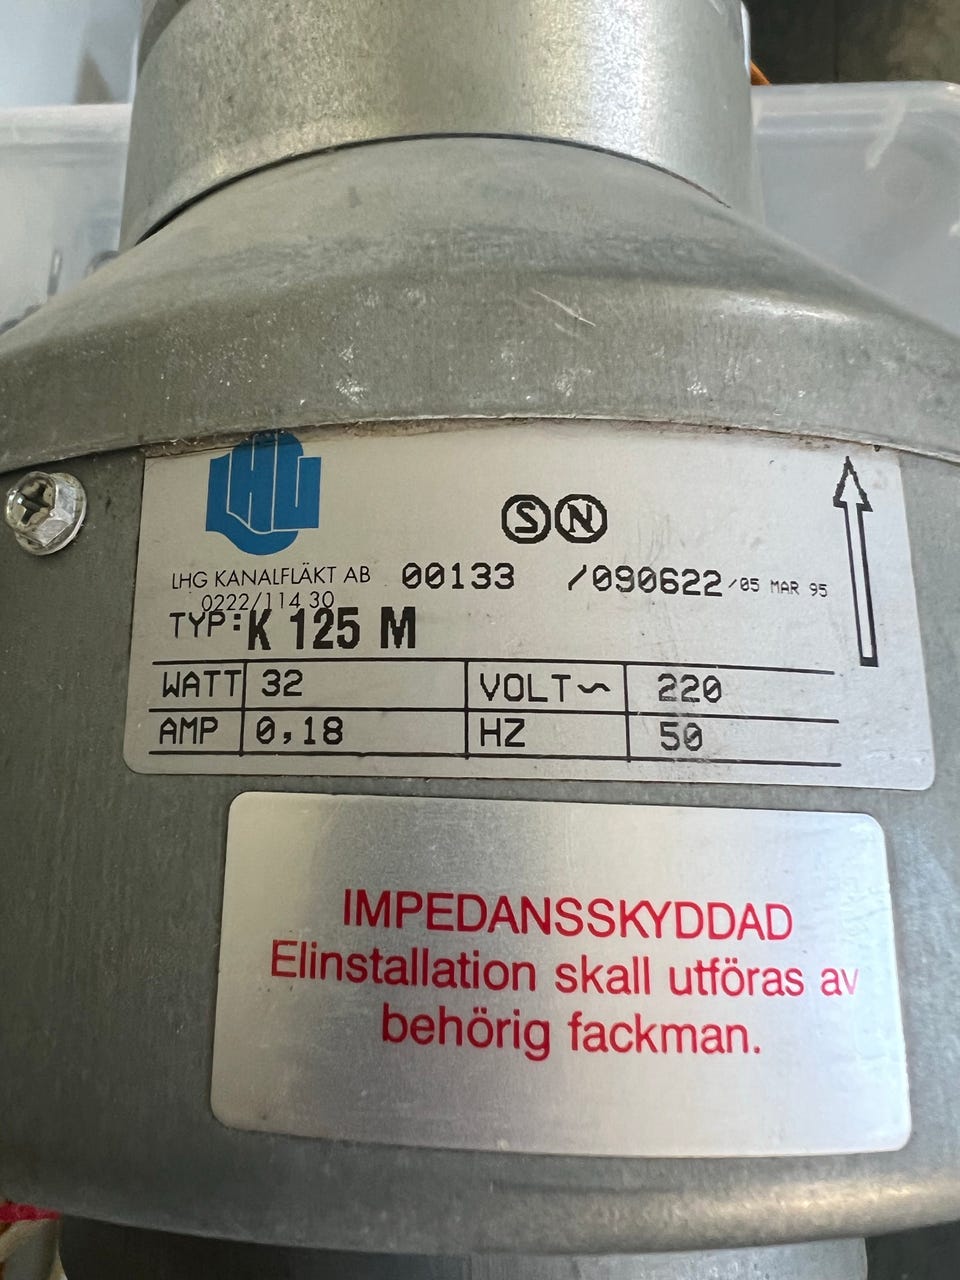 LHG
S N
LHG KANALFLÄKT AB 00133 /090622/05 MAR 95
0222/114 30
TYP: K 125 M
WATT 32 VOLT~ 220
AMP 0,18 HZ 50
IMPEDANSSKYDDAD
Elinstallation skall utföras av
behörig fackman.